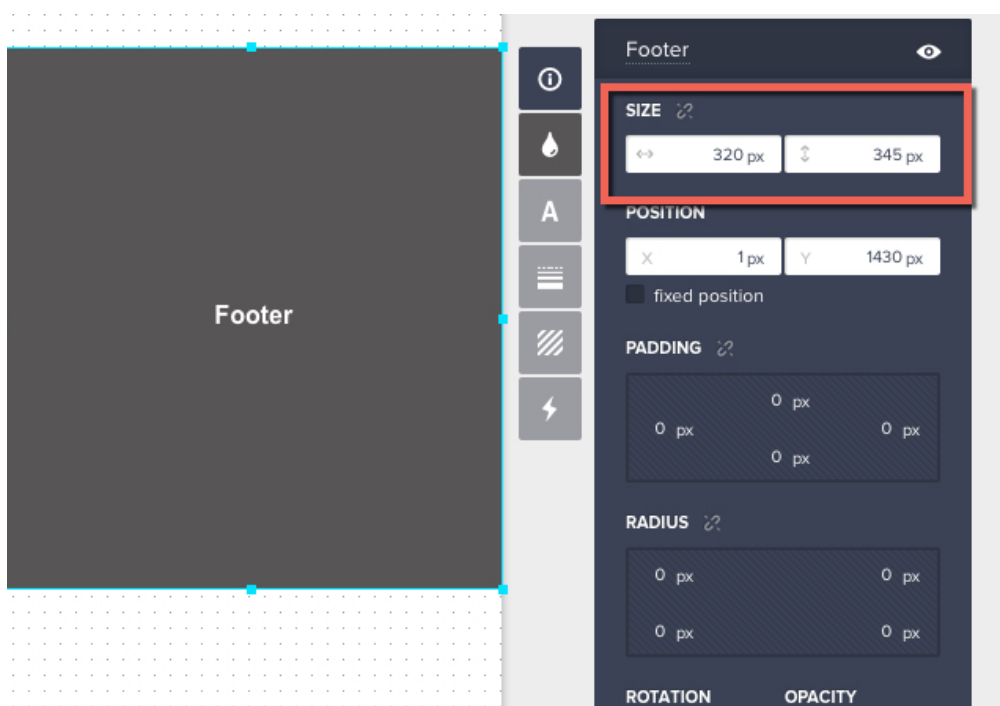 Footer
A
Footer
SIZE
320 px 345 px
POSITION
X 1 px Y 1430 px
fixed position
PADDING
0 px
0 px 0 px
0 px
RADIUS
0 px 0 px
0 px 0 px
ROTATION OPACITY